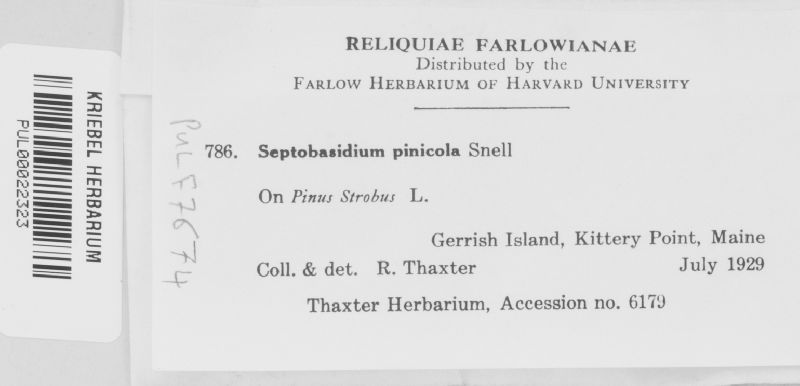 RELIQUIAE FARLOWIANAE
Distributed by the
FARLOW HERBARIUM OF HARVARD UNIVERSITY
786. Septobasidium pinicola Snell
On Pinus Strobus L.
Gerrish Island, Kittery Point, Maine
Coll. & det. R. Thaxter July 1929
Thaxter Herbarium, Accession no. 6179
PUL F7674
KRIEBEL HERBARIUM
PUL00022323